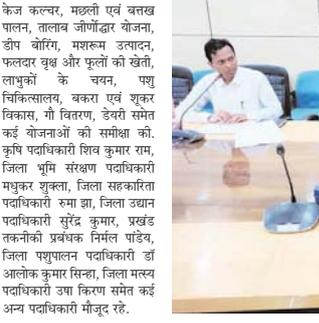 केज कल्चर, मछली एवं बत्तख
पालन, तालाब जीर्णोद्धार योजना,
डीप बोरिंग, मशरूम उत्पादन,
फलदार वृक्ष और फूलों की खेती,
लाभुकों के चयन, पशु
चिकित्सालय, बकरा एवं शूकर
विकास, गौ वितरण, डेयरी समेत
कई योजनाओं की समीक्षा की.
कृषि पदाधिकारी शिव कुमार राम,
जिला भूमि संरक्षण पदाधिकारी
मधुकर शुक्ला, जिला सहकारिता
पदाधिकारी रुमा झा, जिला उद्यान
पदाधिकारी सुरेंद्र कुमार, प्रखंड
तकनीकी प्रबंधक निर्मल पांडेय,
जिला पशुपालन पदाधिकारी डॉ
आलोक कुमार सिन्हा, जिला मत्स्य
पदाधिकारी उषा किरण समेत कई
अन्य पदाधिकारी मौजूद रहे.